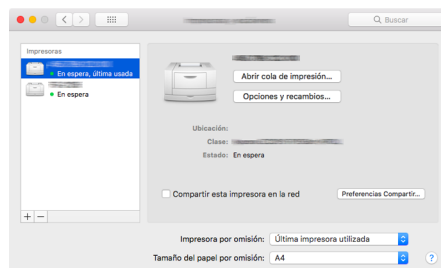 Buscar
Impresoras
En espera, última usada
En espera
Abrir cola de impresión...
Opciones y recambios...
Ubicación:
Clase:
Estado: En espera
Compartir esta impresora en la red
Preferencias Compartir...
+ −
Impresora por omisión: Última impresora utilizada
Tamaño del papel por omisión: A4
?